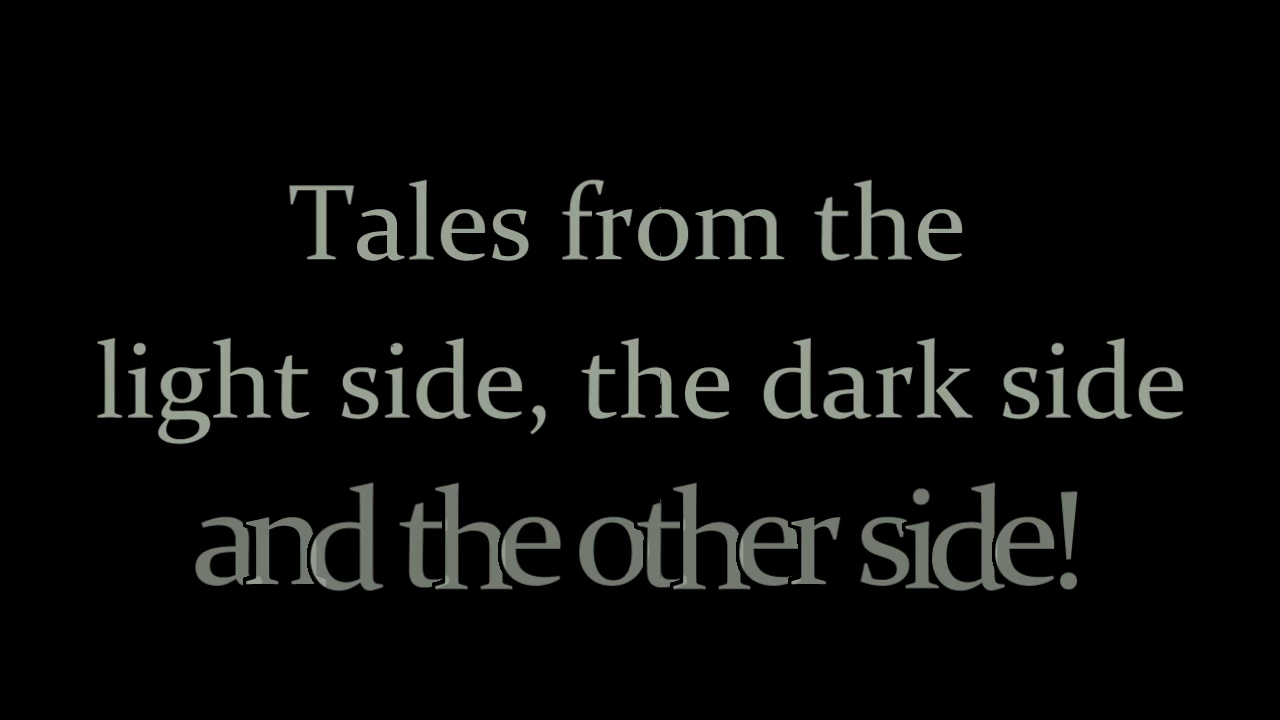 Tales from the
light side, the dark side
and the other side!